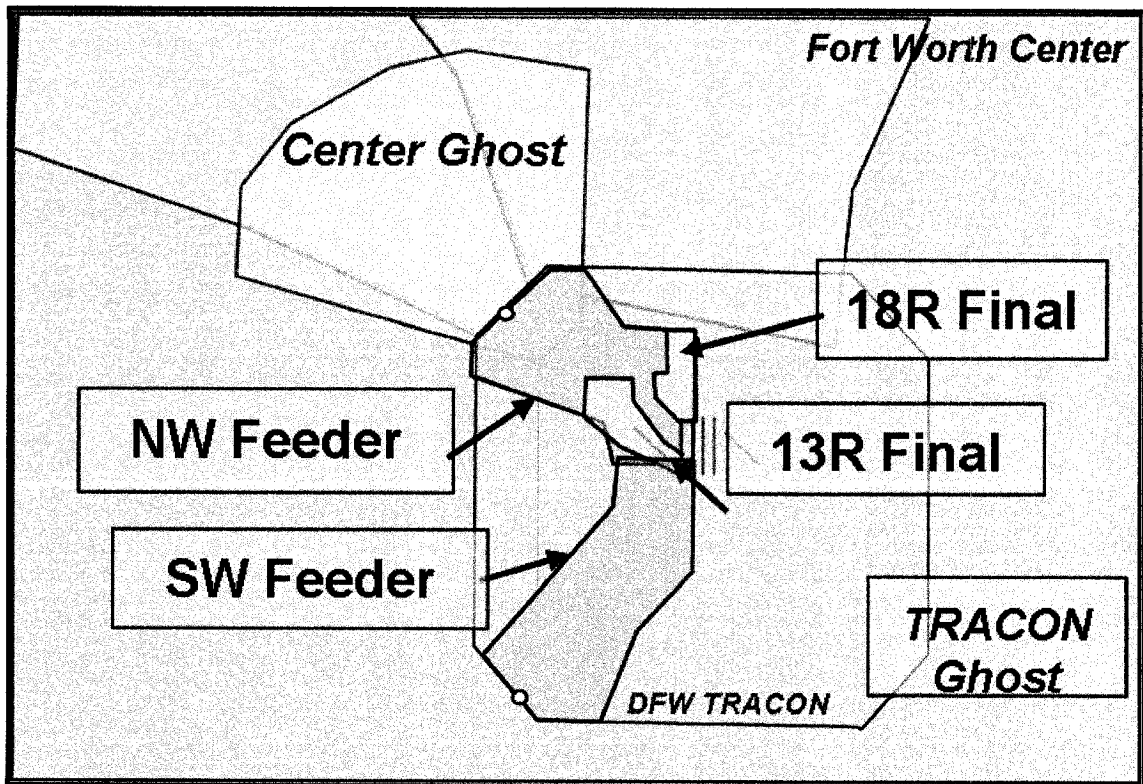 Fort Worth Center
Center Ghost
18R Final
NW Feeder
13R Final
SW Feeder
TRACON
Ghost
DFW TRACON